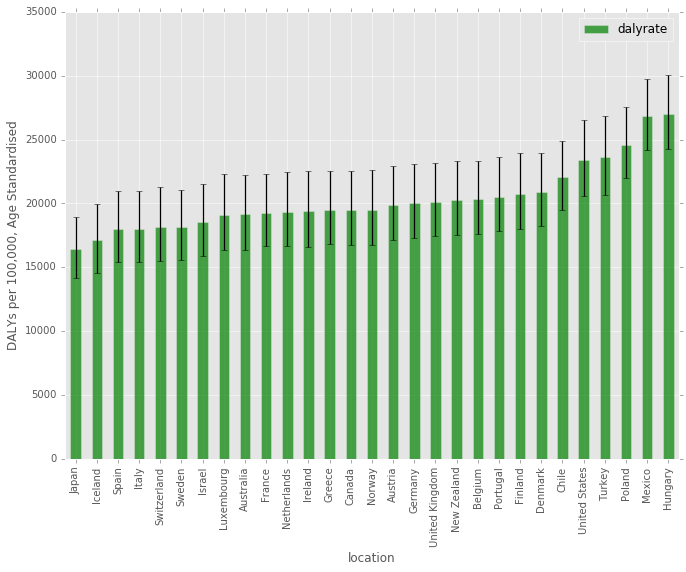 35000
30000
25000
20000
15000
10000
5000
0
DALYs per 100,000, Age Standardised
dalyrate
Japan
Iceland
Spain
Italy
Switzerland
Sweden
Israel
Luxembourg
Australia
France
Netherlands
Ireland
Greece
Canada
Norway
Austria
Germany
United Kingdom
New Zealand
Belgium
Portugal
Finland
Denmark
Chile
United States
Turkey
Poland
Mexico
Hungary
location